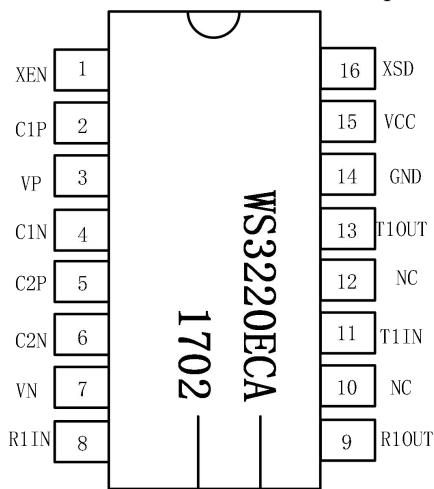 XEN 1 16 XSD
C1P 2 15 VCC
VP 3 14 GND
C1N 4 13 T1OUT
C2P 5 12 NC
C2N 6 11 T1IN
VN 7 10 NC
R1IN 8 9 R1OUT
WS3220ECA
1702